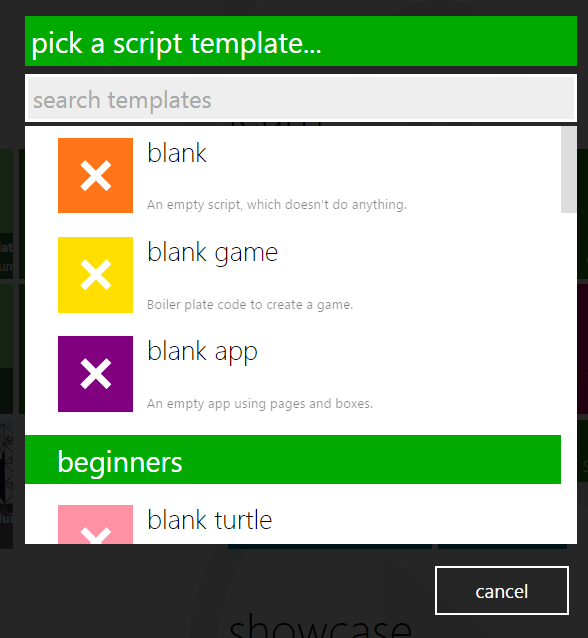 pick a script template...
search templates
blank
An empty script, which doesn't do anything.
blank game
Boiler plate code to create a game.
blank app
An empty app using pages and boxes.
beginners
blank turtle
cancel
showcase